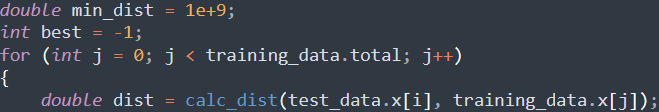 double min_dist = 1e+9;
int best = -1;
for (int j = 0; j < training_data.total; j++)
{
    double dist = calc_dist(test_data.x[i], training_data.x[j]);